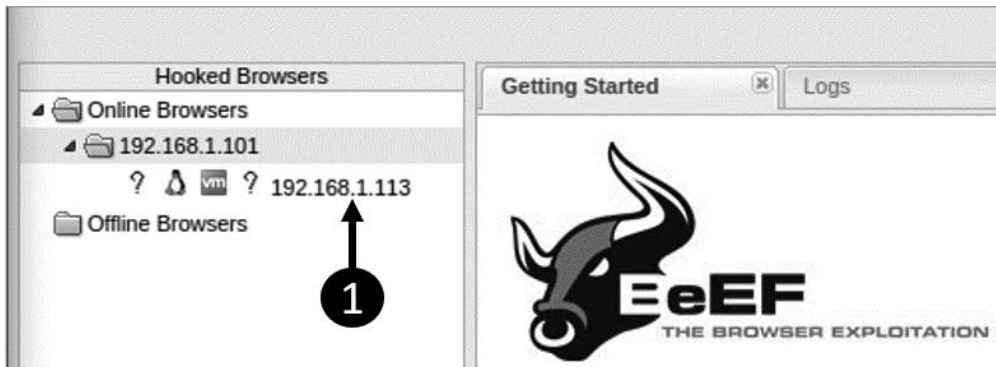 Hooked Browsers
Online Browsers
192.168.1.101
? vm ? 192.168.1.113
Offline Browsers
1
Getting Started
Logs
BeEF
THE BROWSER EXPLOITATION